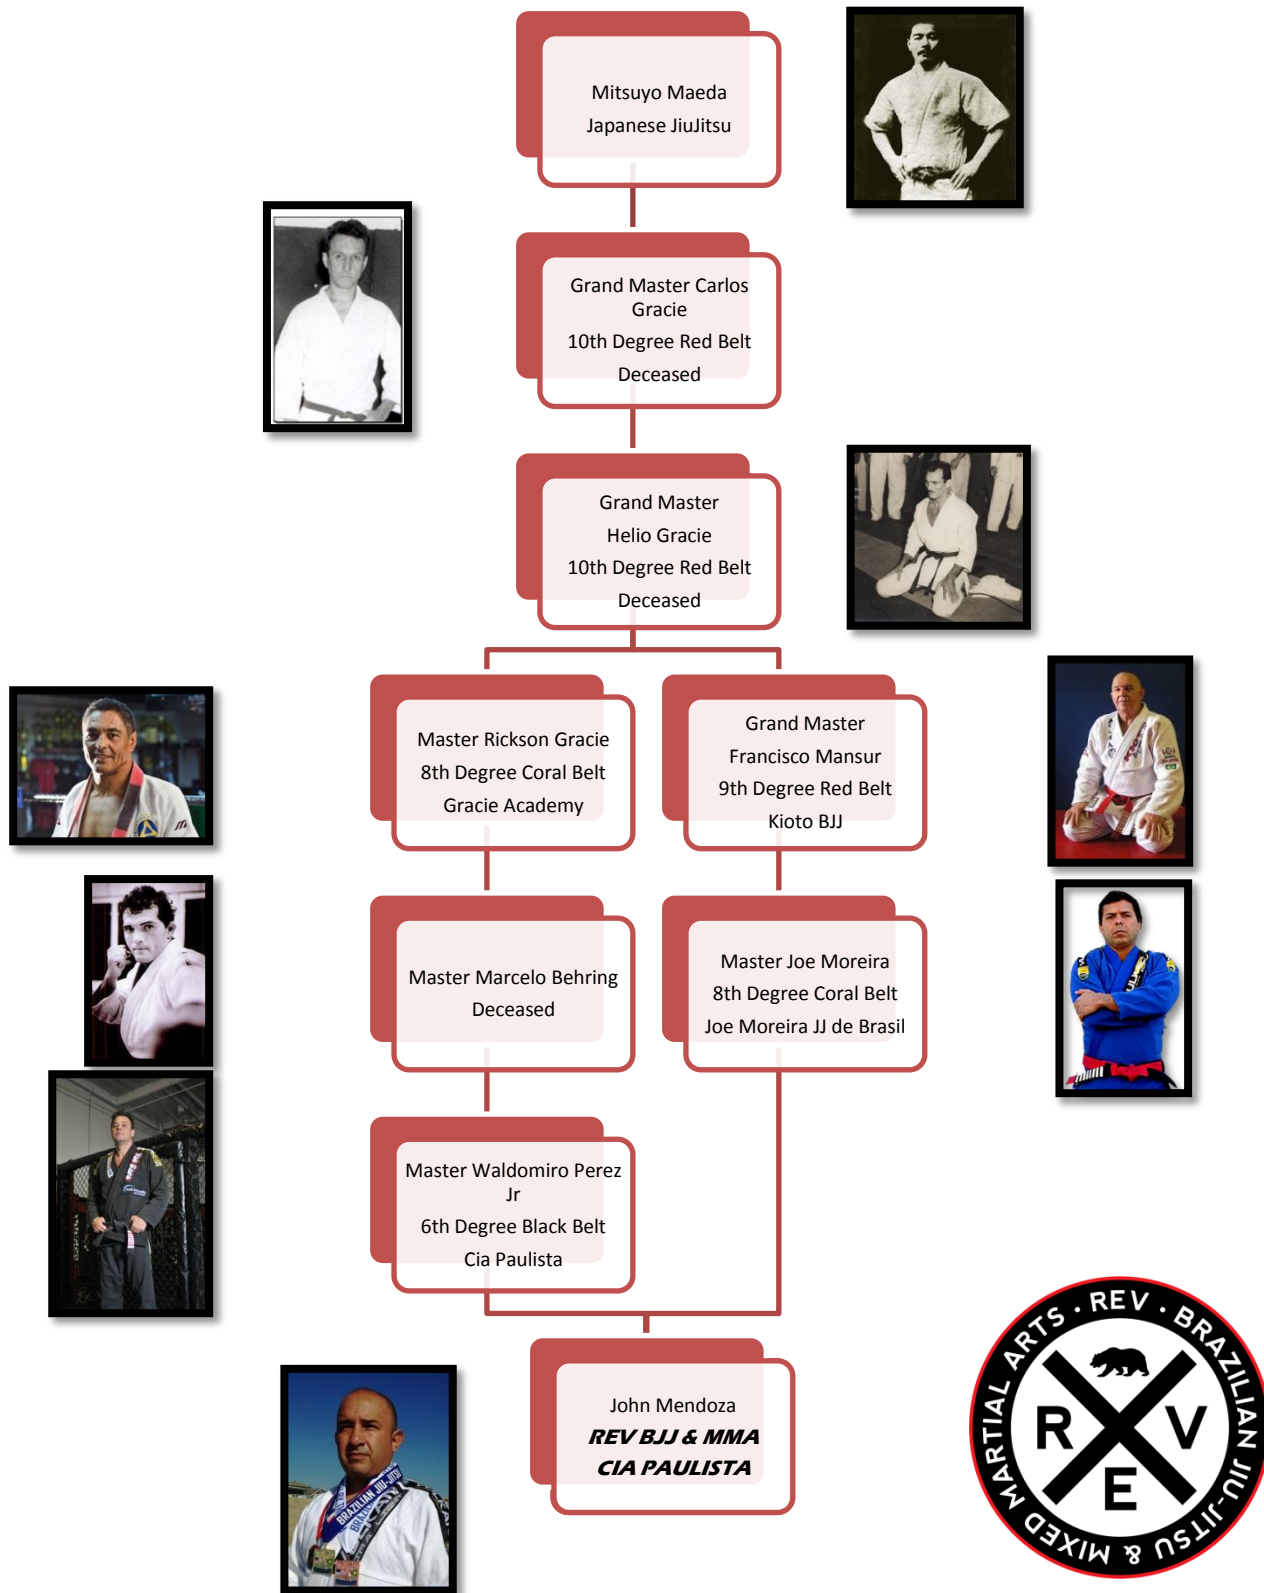 Mitsuyo Maeda
Japanese JiuJitsu
Grand Master Carlos
Gracie
10th Degree Red Belt
Deceased
Grand Master
Helio Gracie
10th Degree Red Belt
Deceased
Master Rickson Gracie
8th Degree Coral Belt
Gracie Academy
Grand Master
Francisco Mansur
9th Degree Red Belt
Kioto BJJ
Master Marcelo Behring
Deceased
Master Joe Moreira
8th Degree Coral Belt
Joe Moreira JJ de Brasil
Master Waldomiro Perez
Jr
6th Degree Black Belt
Cia Paulista
John Mendoza
REV BJJ & MMA
CIA PAULISTA
BRAZILIAN JIU-JITSU
REV · BRAZILIAN JIU-JITSU & MIXED MARTIAL ARTS ·
R V
E